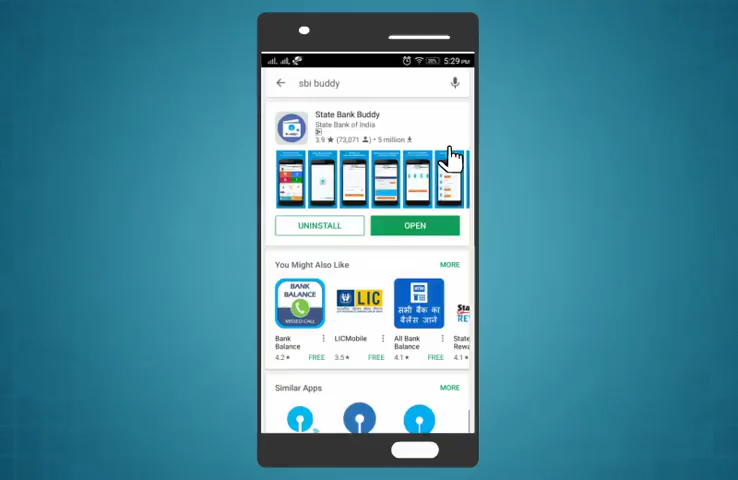 5:29 PM
sbi buddy
State Bank Buddy
State Bank of India
3.9 ★ (73,071) • 5 million
UNINSTALL
OPEN
You Might Also Like
MORE
BANK
BALANCE
MISSED CALL
LIC
सभी बैंक का
बैलेंस जाने
Bank
Balance
LICMobile
All Bank
Balance
State
Rewa
4.2★
FREE
3.5★
FREE
4.1★
FREE
4.1★
Similar Apps
MORE